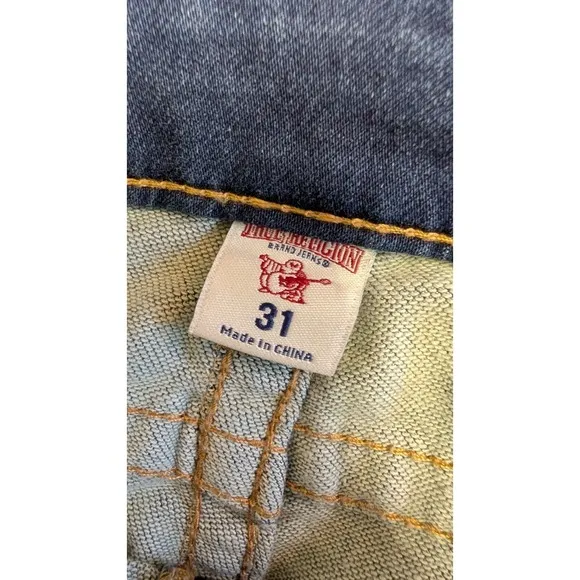 TRUE RELIGION
BRAND JEANS®
31
Made in CHINA